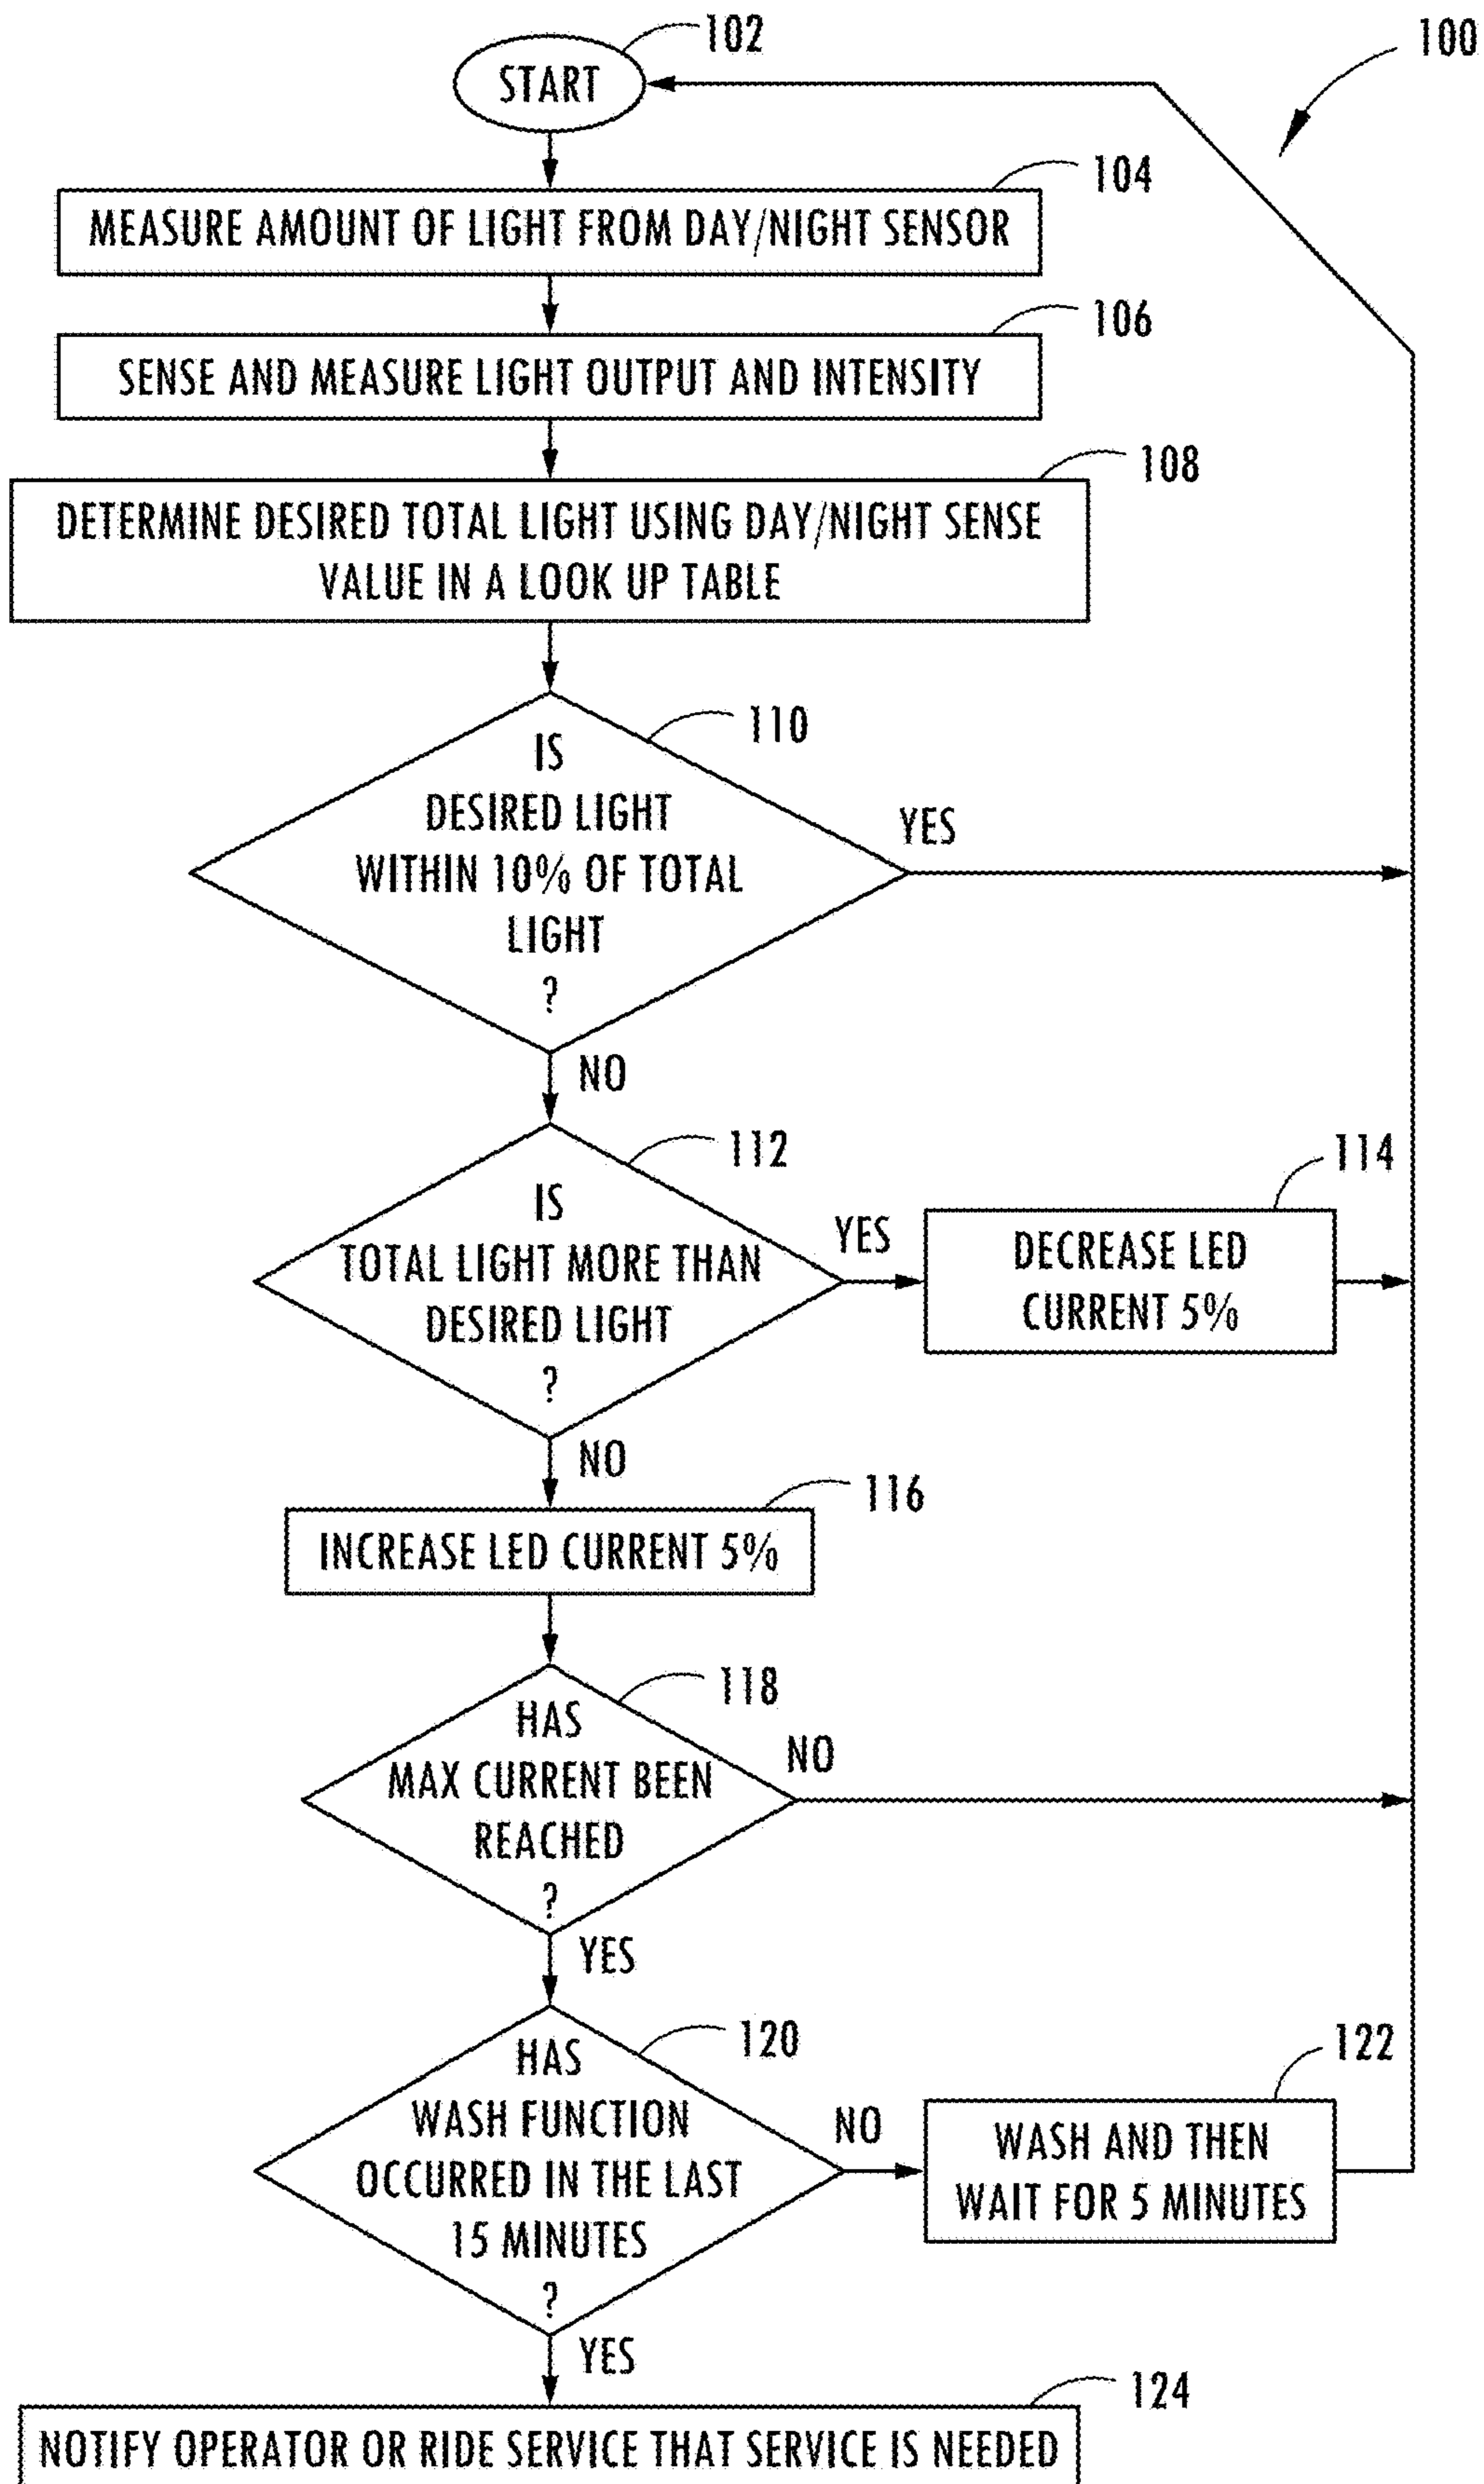 102
100
START
104
MEASURE AMOUNT OF LIGHT FROM DAY/NIGHT SENSOR
106
SENSE AND MEASURE LIGHT OUTPUT AND INTENSITY
108
DETERMINE DESIRED TOTAL LIGHT USING DAY/NIGHT SENSE
VALUE IN A LOOK UP TABLE
110
IS
DESIRED LIGHT
WITHIN 10% OF TOTAL
LIGHT
?
YES
NO
112
IS
TOTAL LIGHT MORE THAN
DESIRED LIGHT
?
YES
114
DECREASE LED
CURRENT 5%
NO
116
INCREASE LED CURRENT 5%
118
HAS
MAX CURRENT BEEN
REACHED
?
NO
YES
120
HAS
WASH FUNCTION
OCCURRED IN THE LAST
15 MINUTES
?
NO
122
WASH AND THEN
WAIT FOR 5 MINUTES
YES
124
NOTIFY OPERATOR OR RIDE SERVICE THAT SERVICE IS NEEDED